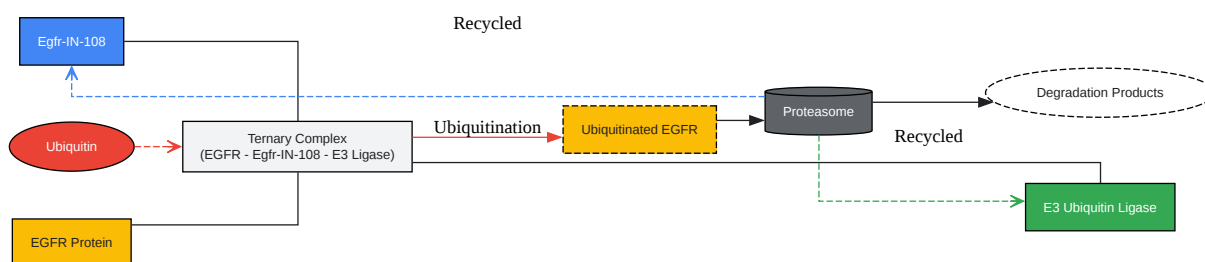 Recycled
Egfr-IN-108
Degradation Products
Proteasome
Ubiquitination
Ubiquitinated EGFR
Recycled
Ubiquitin
Ternary Complex
(EGFR - Egfr-IN-108 - E3 Ligase)
E3 Ubiquitin Ligase
EGFR Protein